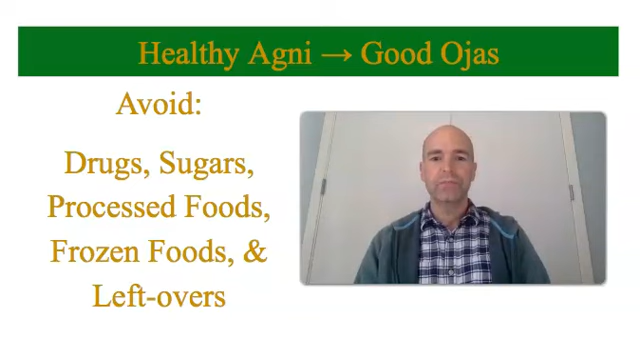 Healthy Agni → Good Ojas
Avoid:
Drugs, Sugars,
Processed Foods,
Frozen Foods, &
Left-overs